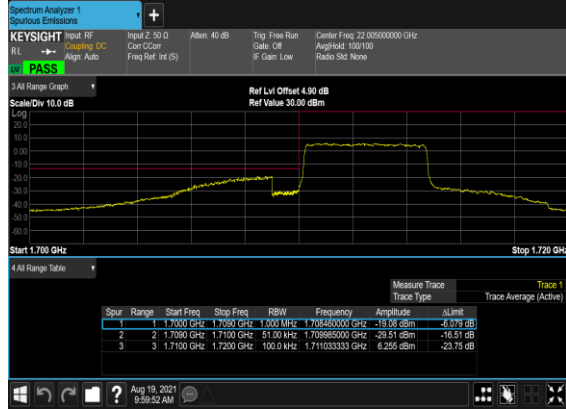 Spectrum Analyzer 1
Spurious Emissions
+
KEYSIGHT Input: RF Input Z: 50 Ω Atten: 40 dB Trig: Free Run Center Freq: 22.005000000 GHz
RL Coupling: DC Corr CCorr Gate: Off Avg|Hold: 100/100
Align: Auto Freq Ref: Int (S) IF Gain: Low Radio Std: None
PASS
3 All Range Graph
Ref Lvl Offset 4.90 dB
Scale/Div 10.0 dB Ref Value 30.00 dBm
Log
20.0
10.0
0.00
-10.0
-20.0
-30.0
-40.0
-50.0
-60.0
Start 1.700 GHz Stop 1.720 GHz
4 All Range Table
Measure Trace Trace 1
Trace Type Trace Average (Active)
Spur Range Start Freq Stop Freq RBW Frequency Amplitude ΔLimit
1 1 1.7000 GHz 1.7090 GHz 1.000 MHz 1.708460000 GHz -19.08 dBm -6.079 dB
2 2 1.7090 GHz 1.7100 GHz 51.00 kHz 1.709985000 GHz -29.51 dBm -16.51 dB
3 3 1.7100 GHz 1.7200 GHz 100.0 kHz 1.711033333 GHz 6.255 dBm -23.75 dB
? Aug 19, 2021
9:59:52 AM